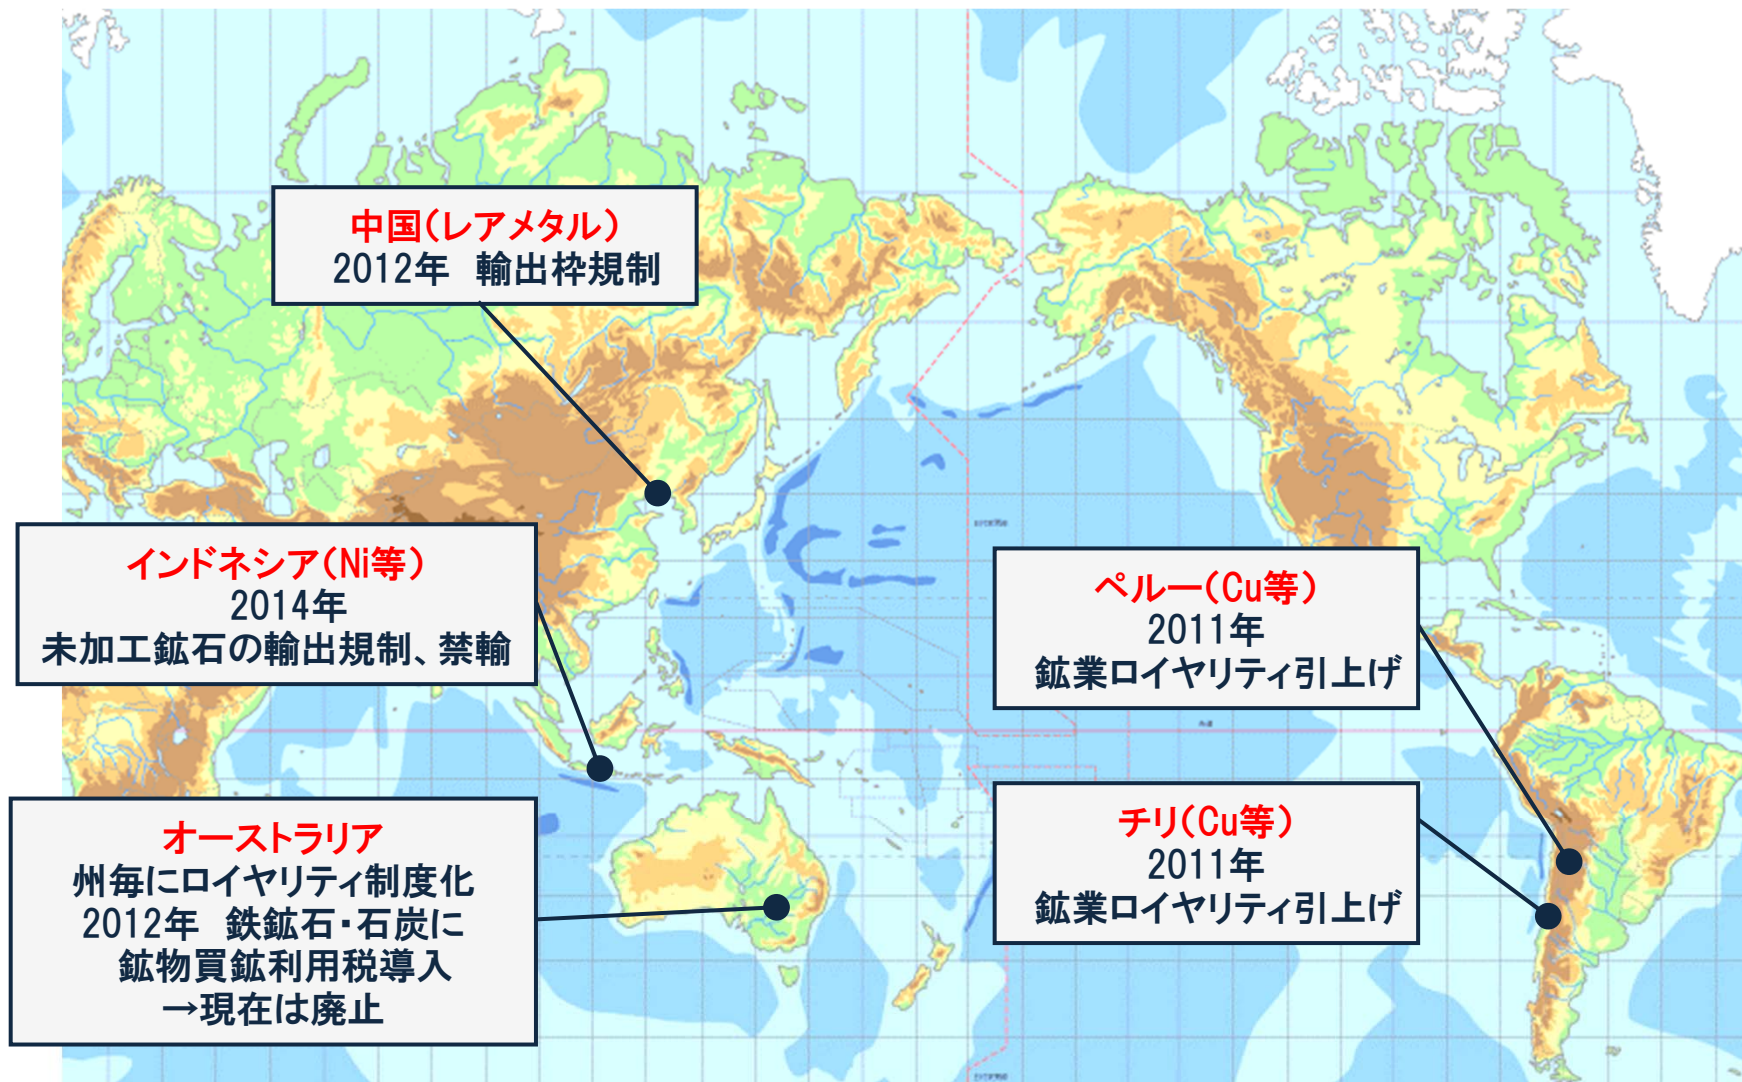 中国(レアメタル)
2012年　輸出枠規制
インドネシア(Ni等)
2014年
未加工鉱石の輸出規制、禁輸
オーストラリア
州毎にロイヤリティ制度化
2012年　鉄鉱石・石炭に
鉱物買鉱利用税導入
→現在は廃止
ペルー(Cu等)
2011年
鉱業ロイヤリティ引上げ
チリ(Cu等)
2011年
鉱業ロイヤリティ引上げ